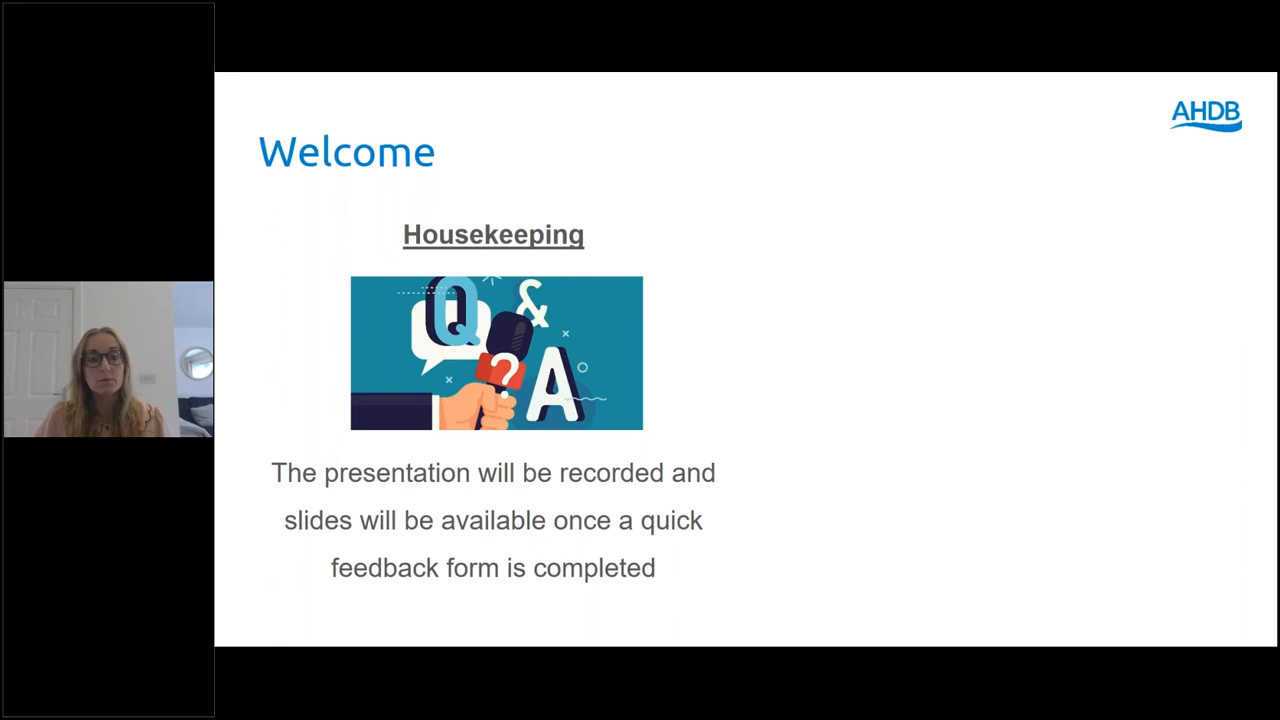 AHDB
Welcome
Housekeeping
Q &
? A
The presentation will be recorded and
slides will be available once a quick
feedback form is completed